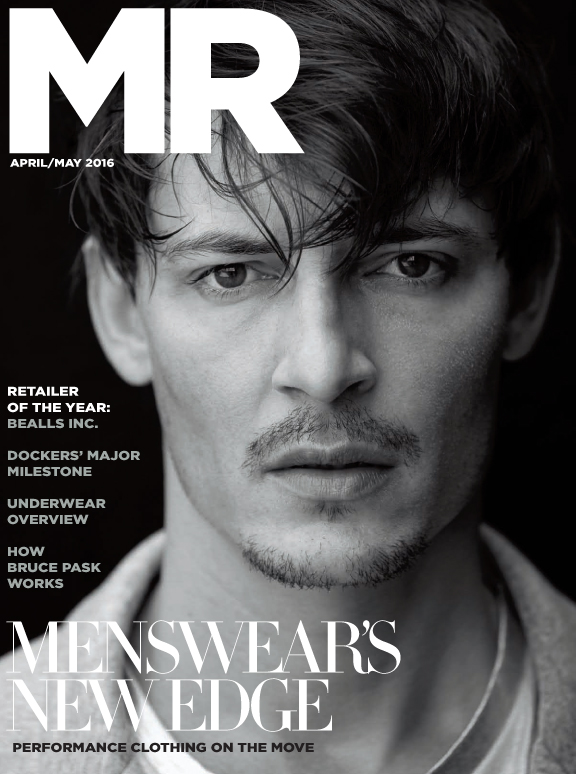 MR
APRIL/MAY 2016
RETAILER
OF THE YEAR:
BEALLS INC.
DOCKERS' MAJOR
MILESTONE
UNDERWEAR
OVERVIEW
HOW
BRUCE PASK
WORKS
MENSWEAR'S
NEW EDGE
PERFORMANCE CLOTHING ON THE MOVE